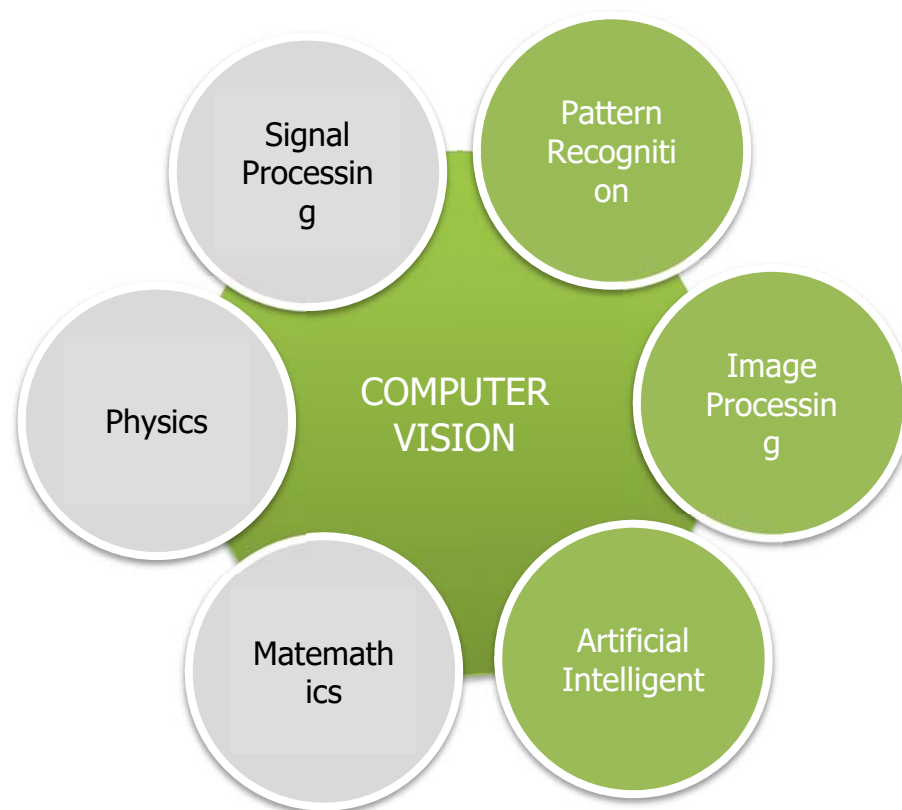 Signal
Processin
g
Pattern
Recogniti
on
Physics
COMPUTER
VISION
Image
Processin
g
Matemath
ics
Artificial
Intelligent